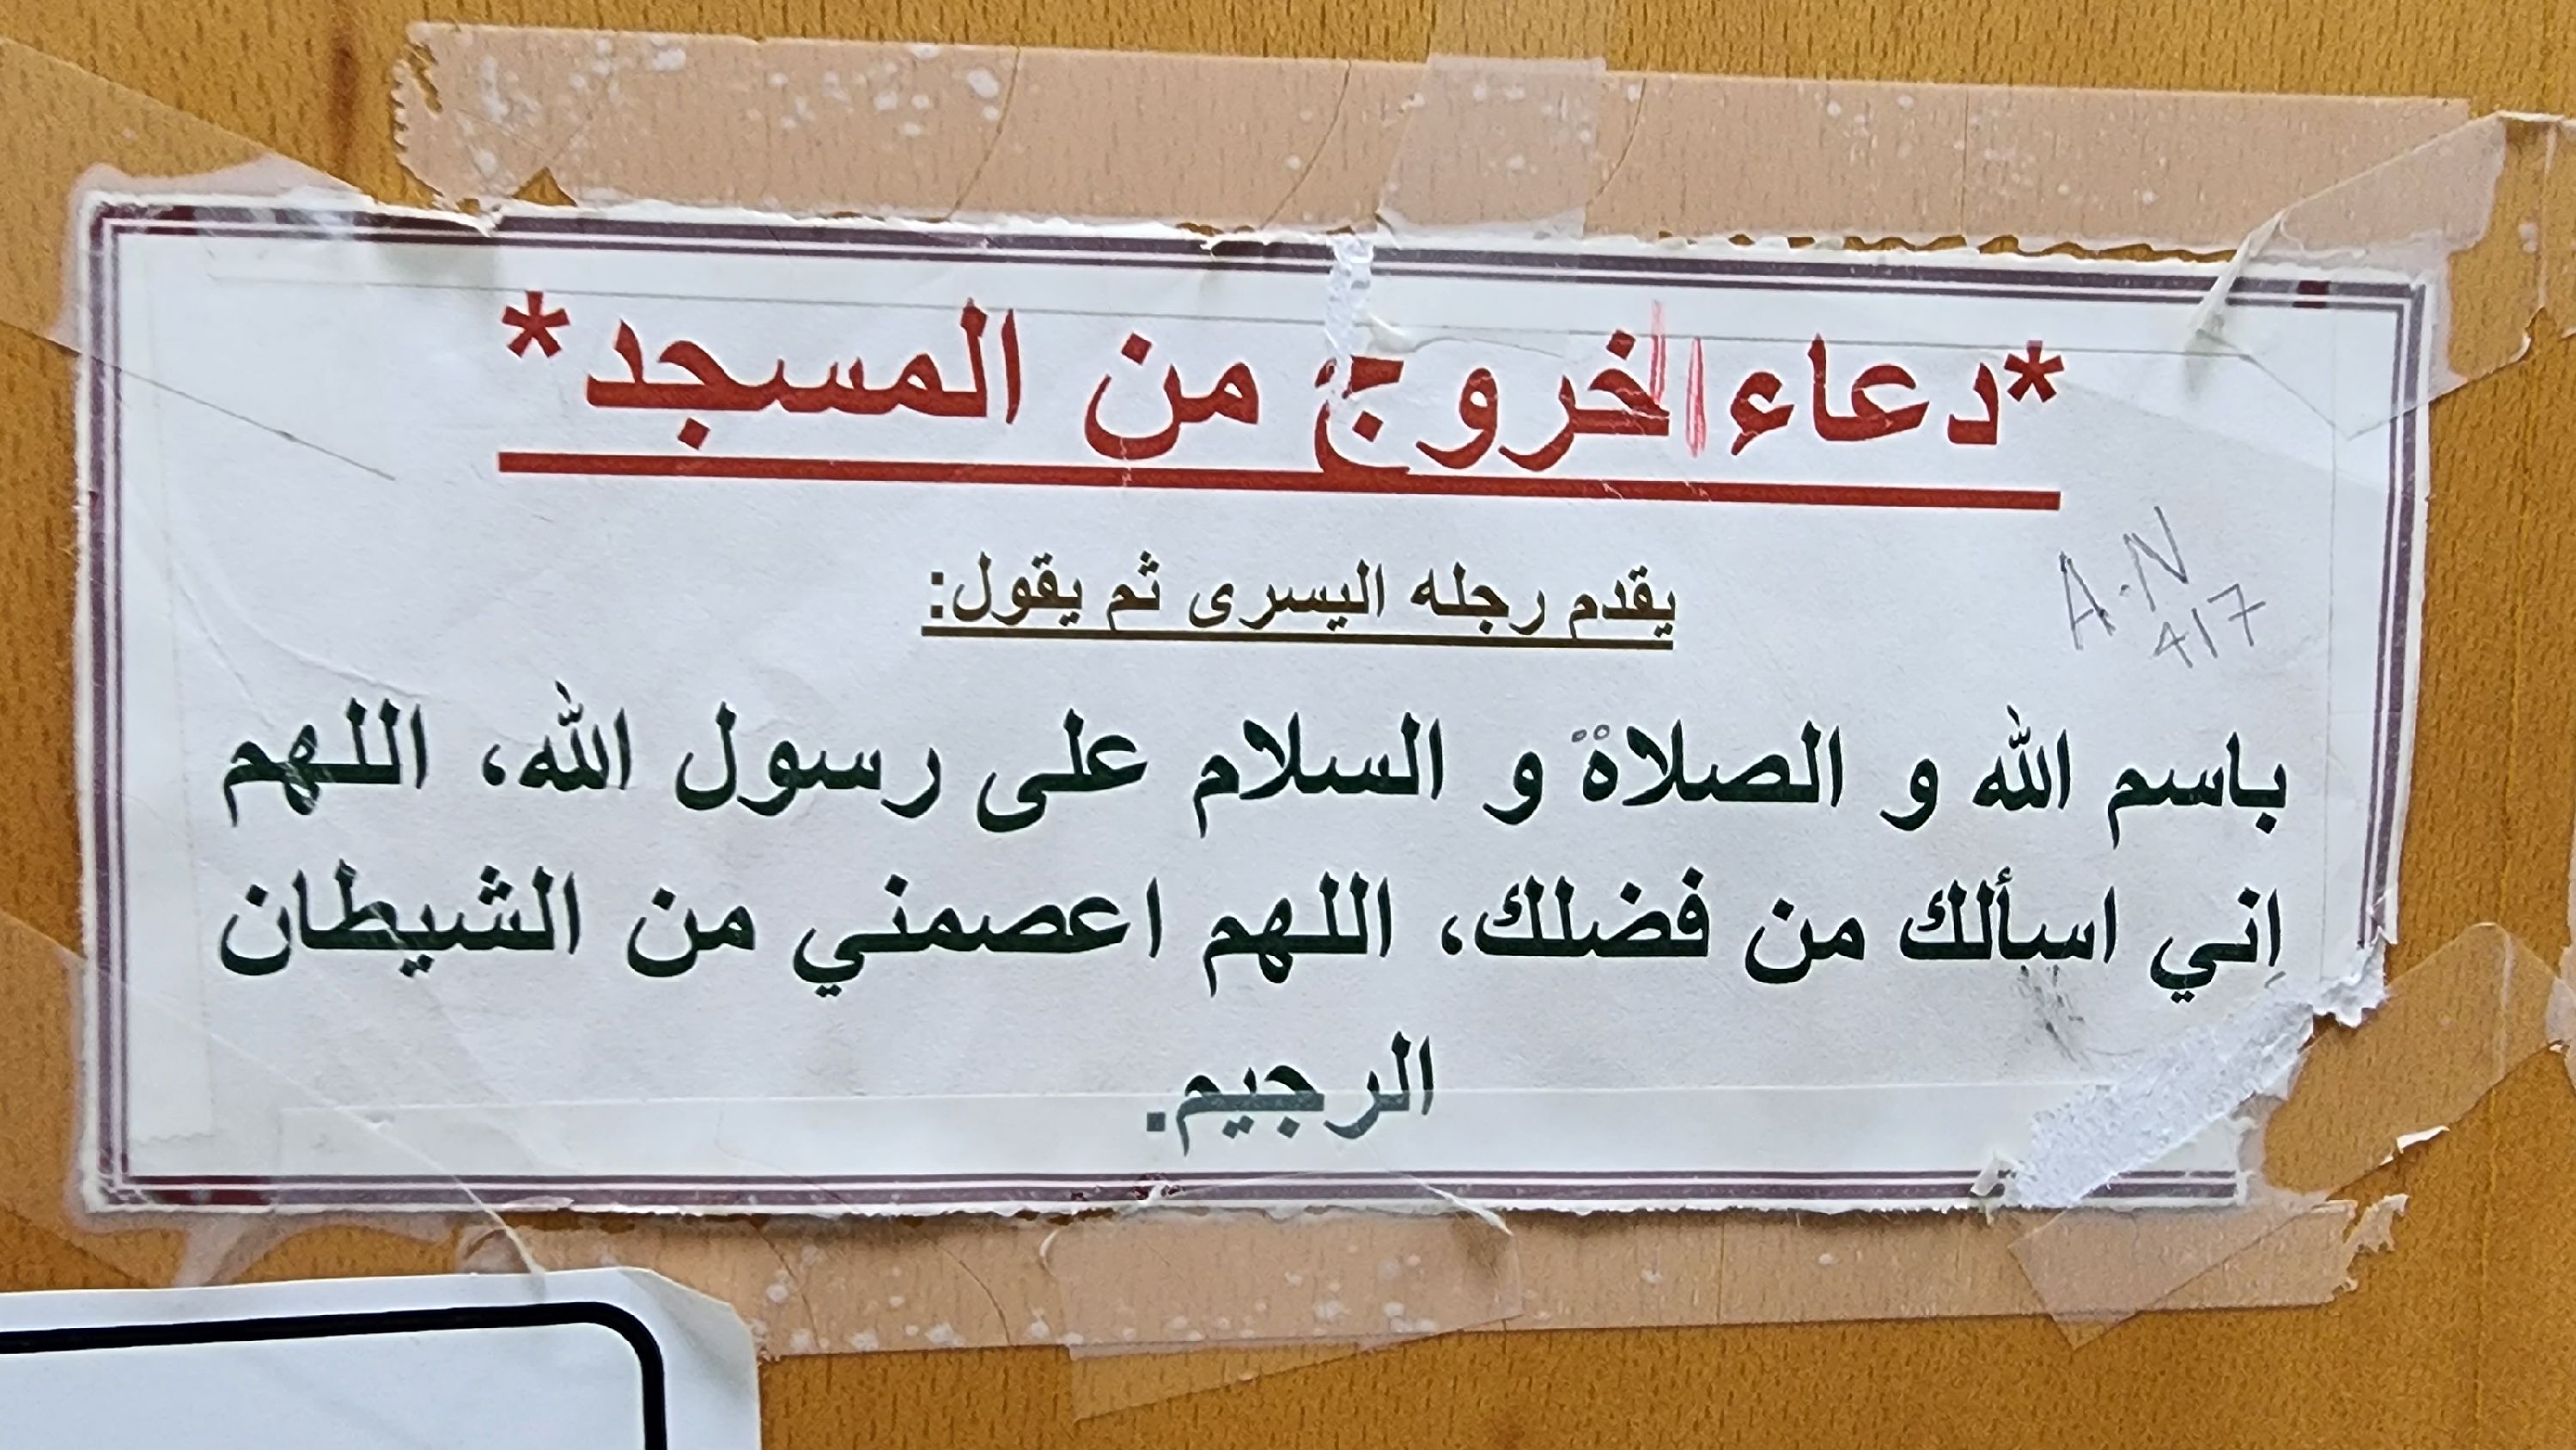 *دعاء الخروج من المسجد*
يقدم رجله اليسرى ثم يقول:
A.N
417
باسم الله و الصلاة و السلام على رسول الله، اللهم
إني اسألك من فضلك، اللهم اعصمني من الشيطان
الرجيم.